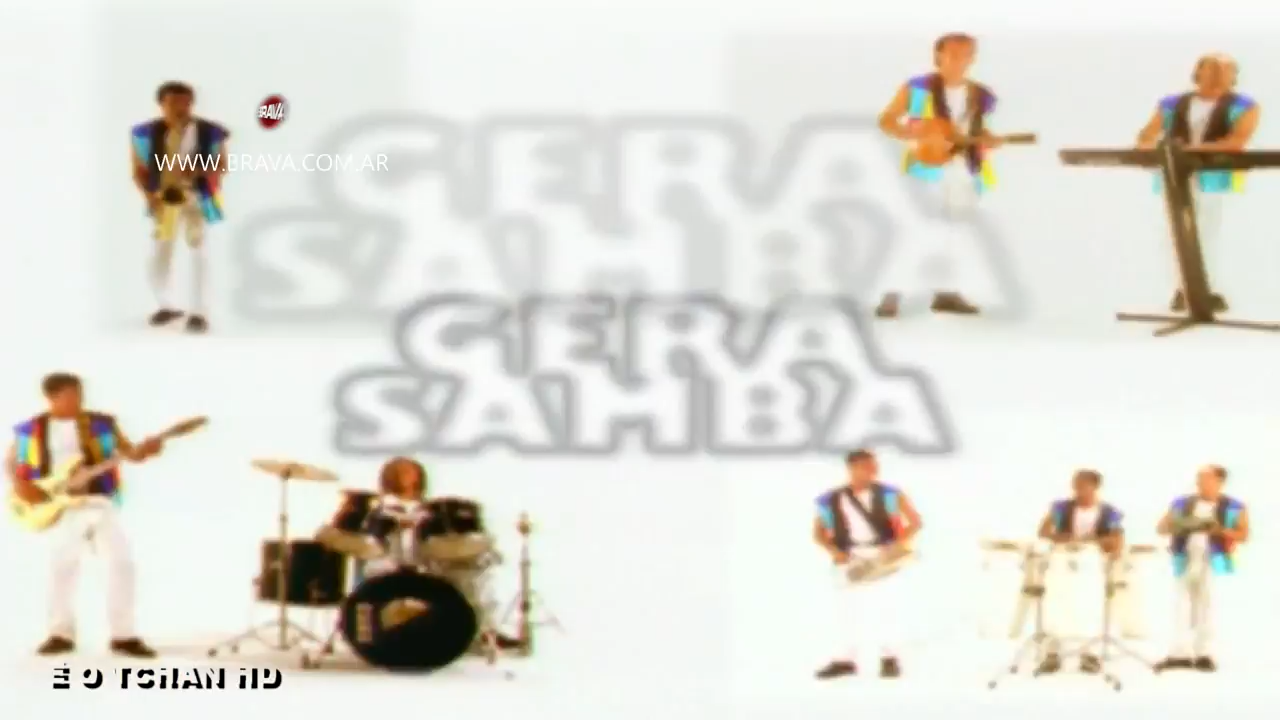 BRAVA
WWW.BRAVA.COM.AR
GERA
SAMBA
GERA
SAMBA
É O TCHAN HD